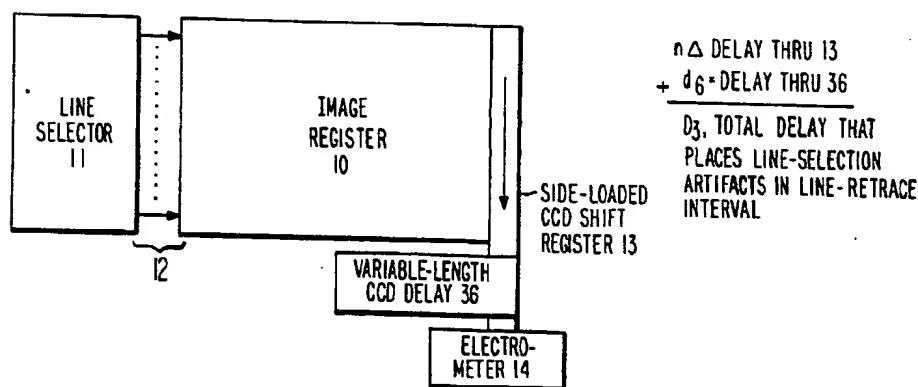 LINE
SELECTOR
11
12
IMAGE
REGISTER
10
SIDE-LOADED
CCD SHIFT
REGISTER 13
VARIABLE-LENGTH
CCD DELAY 36
ELECTRO-
METER 14
n∆ DELAY THRU 13
+ d6 = DELAY THRU 36
D3, TOTAL DELAY THAT
PLACES LINE-SELECTION
ARTIFACTS IN LINE-RETRACE
INTERVAL